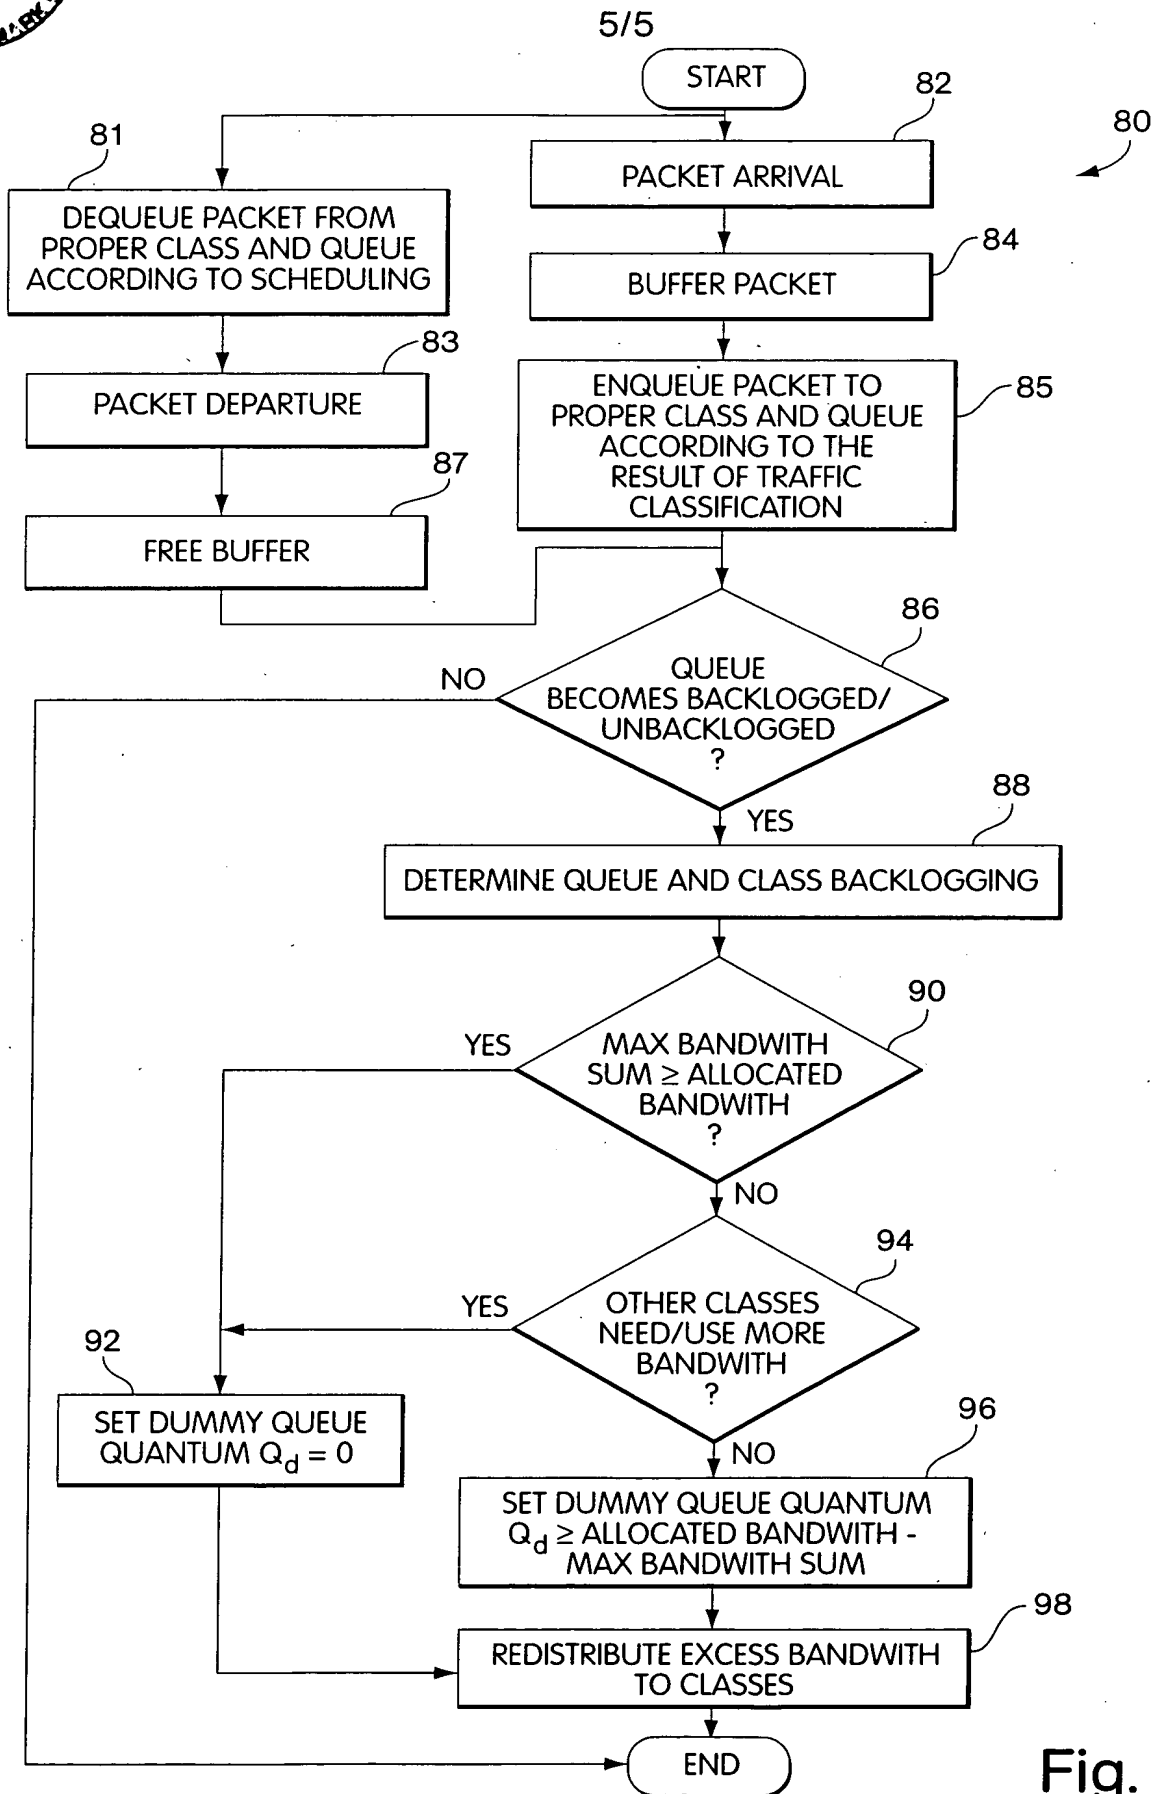 5/5
START
82
80
81
PACKET ARRIVAL
DEQUEUE PACKET FROM
PROPER CLASS AND QUEUE
ACCORDING TO SCHEDULING
84
BUFFER PACKET
83
PACKET DEPARTURE
85
ENQUEUE PACKET TO
PROPER CLASS AND QUEUE
ACCORDING TO THE
RESULT OF TRAFFIC
CLASSIFICATION
87
FREE BUFFER
86
QUEUE
BECOMES BACKLOGGED/
UNBACKLOGGED
?
NO
YES
88
DETERMINE QUEUE AND CLASS BACKLOGGING
90
MAX BANDWITH
SUM ≥ ALLOCATED
BANDWITH
?
YES
NO
94
OTHER CLASSES
NEED/USE MORE
BANDWITH
?
YES
NO
92
SET DUMMY QUEUE
QUANTUM Qd = 0
96
SET DUMMY QUEUE QUANTUM
Qd ≥ ALLOCATED BANDWITH -
MAX BANDWITH SUM
98
REDISTRIBUTE EXCESS BANDWITH
TO CLASSES
END
Fig.